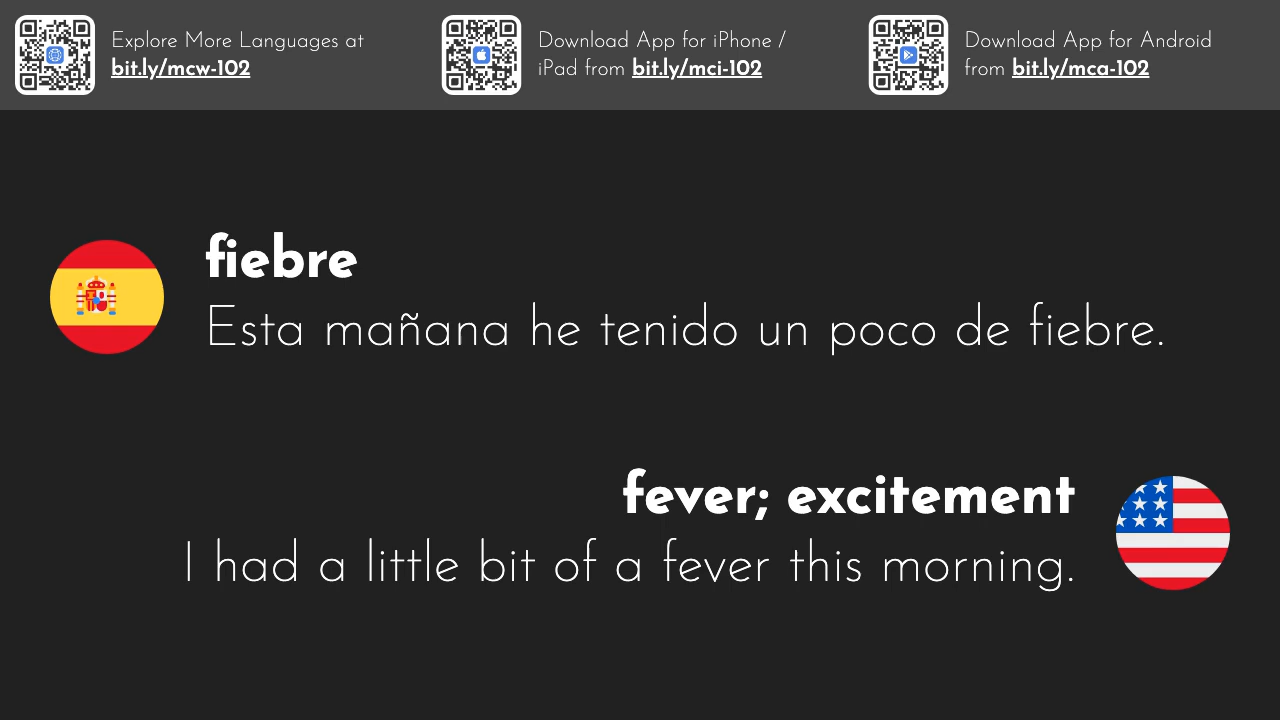 Explore More Languages at
bit.ly/mcw-102
Download App for iPhone /
iPad from bit.ly/mci-102
Download App for Android
from bit.ly/mca-102
fiebre
Esta mañana he tenido un poco de fiebre.
fever; excitement
I had a little bit of a fever this morning.